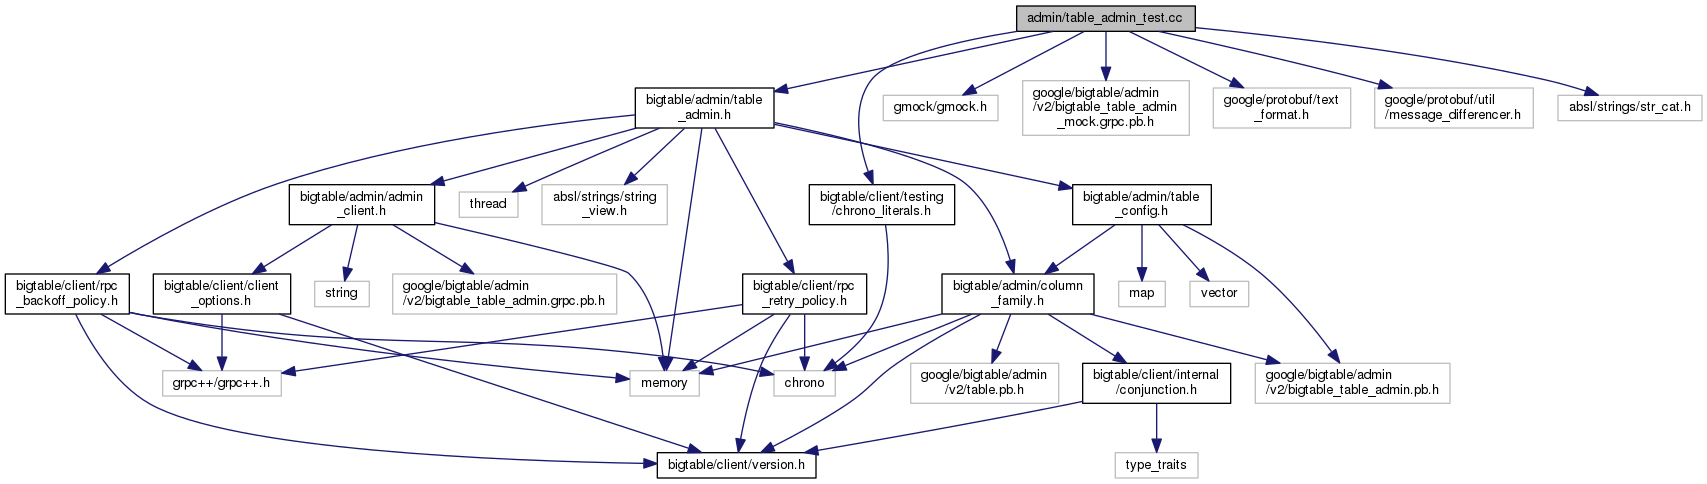 admin/table_admin_test.cc
bigtable/admin/table
_admin.h
gmock/gmock.h
google/bigtable/admin
/v2/bigtable_table_admin
_mock.grpc.pb.h
google/protobuf/text
_format.h
google/protobuf/util
/message_differencer.h
absl/strings/str_cat.h
bigtable/admin/admin
_client.h
thread
absl/strings/string
_view.h
bigtable/client/testing
/chrono_literals.h
bigtable/admin/table
_config.h
bigtable/client/rpc
_backoff_policy.h
bigtable/client/client
_options.h
string
google/bigtable/admin
/v2/bigtable_table_admin.grpc.pb.h
bigtable/client/rpc
_retry_policy.h
bigtable/admin/column
_family.h
map
vector
grpc++/grpc++.h
memory
chrono
google/bigtable/admin
/v2/table.pb.h
bigtable/client/internal
/conjunction.h
google/bigtable/admin
/v2/bigtable_table_admin.pb.h
bigtable/client/version.h
type_traits